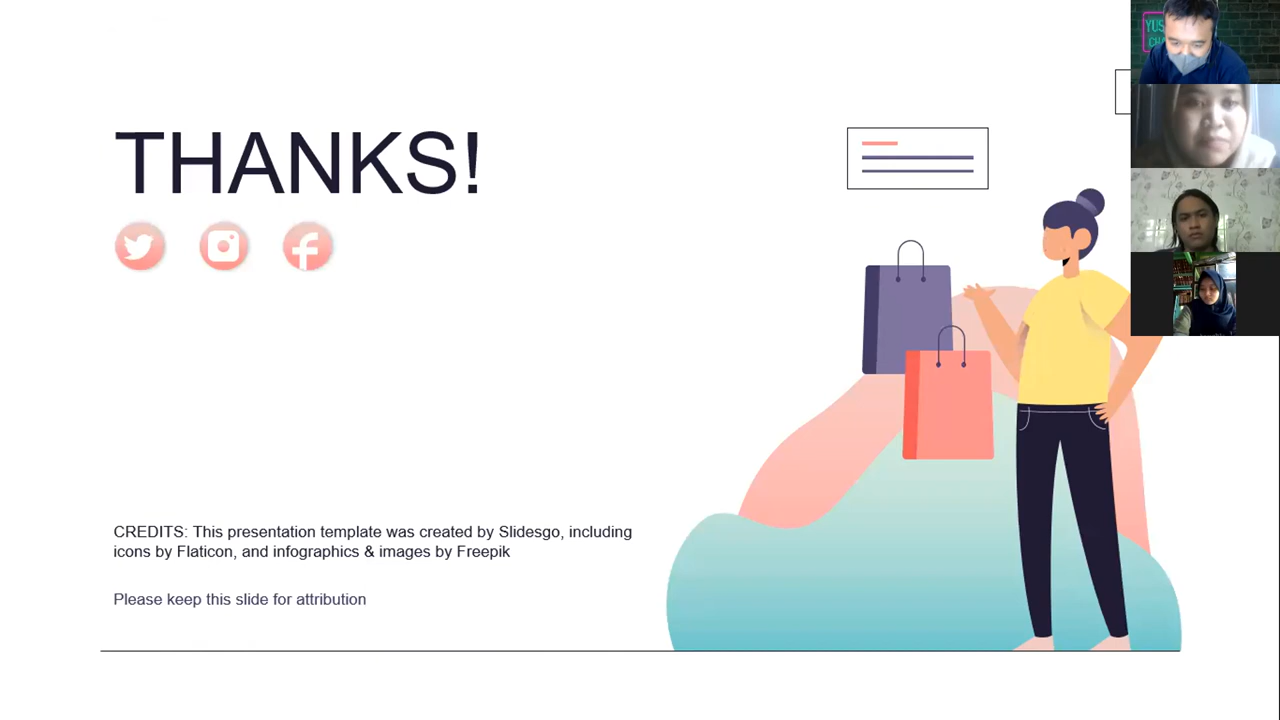 THANKS!
CREDITS: This presentation template was created by Slidesgo, including
icons by Flaticon, and infographics & images by Freepik
Please keep this slide for attribution